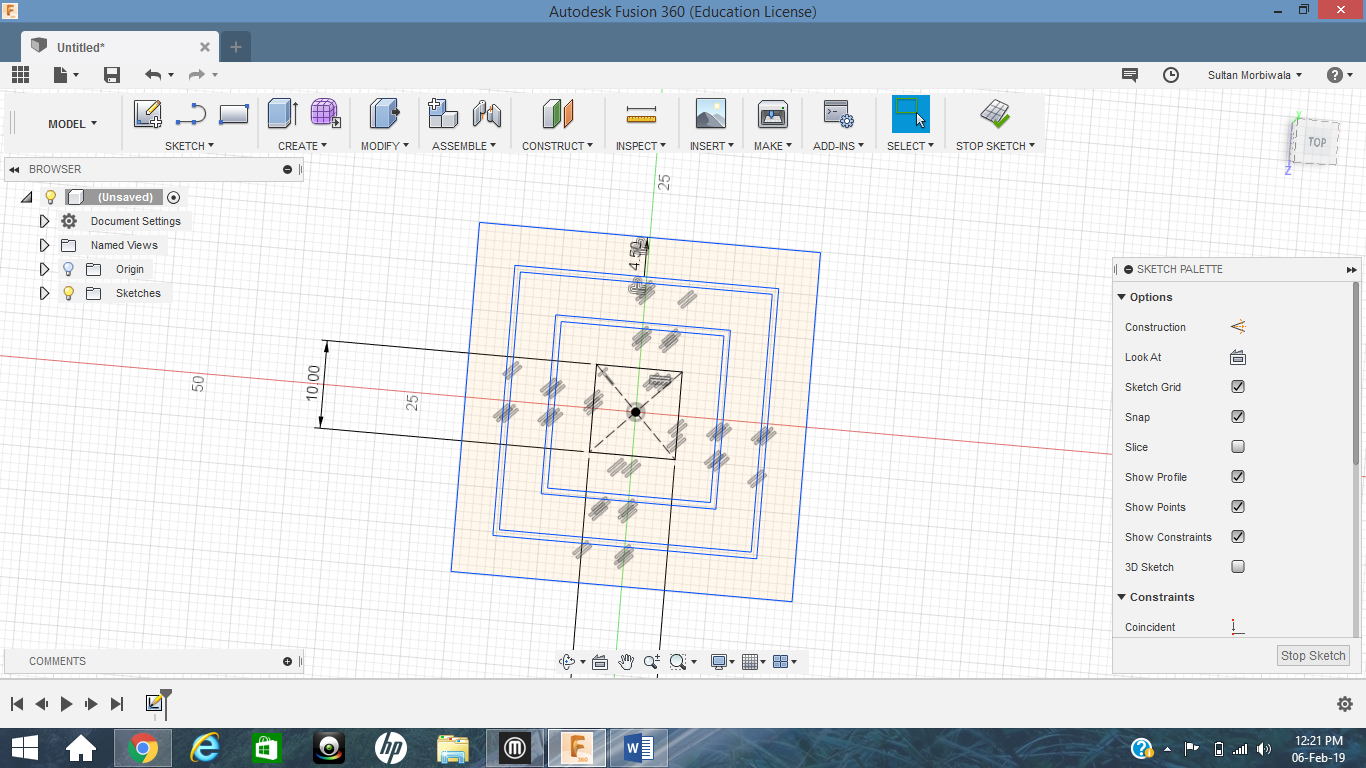 Autodesk Fusion 360 (Education License)
Untitled*
Sultan Morbiwala
MODEL
SKETCH
CREATE
MODIFY
ASSEMBLE
CONSTRUCT
INSPECT
INSERT
MAKE
ADD-INS
SELECT
STOP SKETCH
BROWSER
(Unsaved)
Document Settings
Named Views
Origin
Sketches
Y
TOP
Z
25
4.50
10.00
50
25
SKETCH PALETTE
Options
Construction
Look At
Sketch Grid
Snap
Slice
Show Profile
Show Points
Show Constraints
3D Sketch
Constraints
Coincident
Stop Sketch
COMMENTS
12:21 PM
06-Feb-19